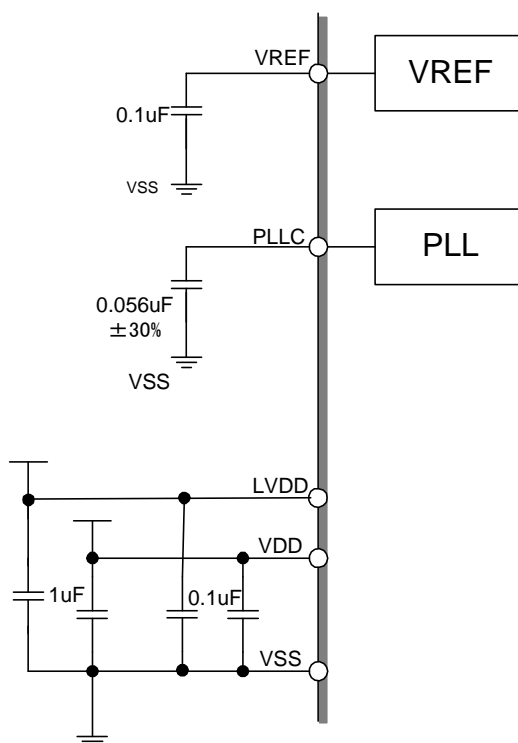 VREF
VREF
0.1uF
VSS
PLLC
PLL
0.056uF
±30%
VSS
LVDD
VDD
1uF
0.1uF
VSS